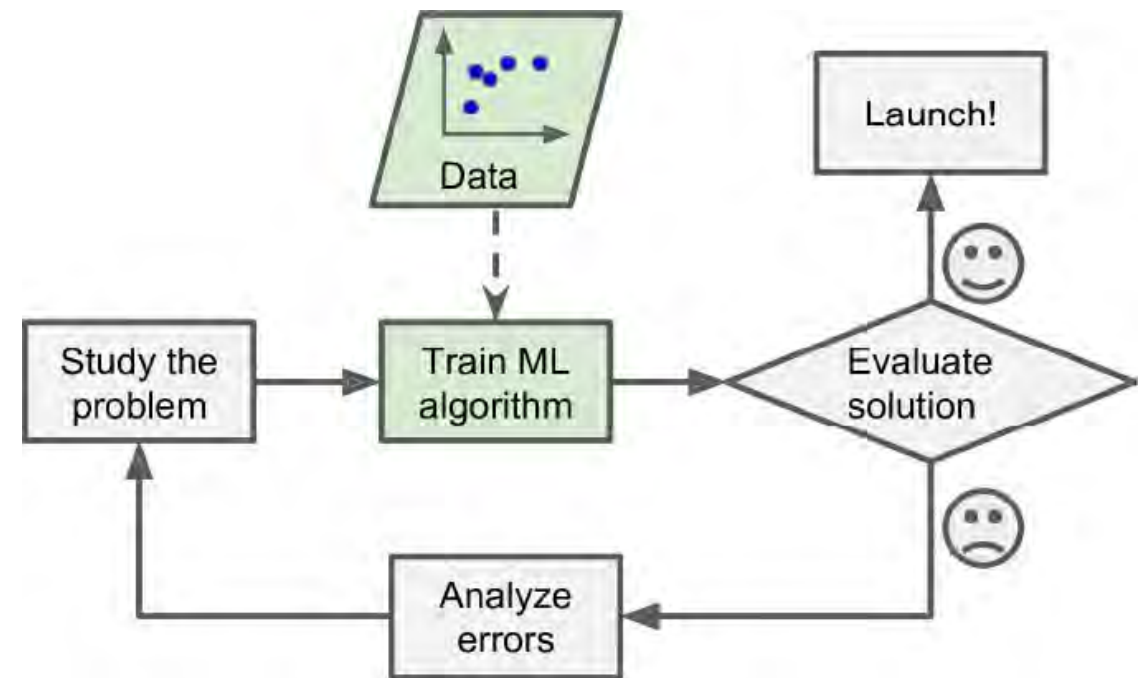 Data
Launch!
Study the
problem
Train ML
algorithm
Evaluate
solution
Analyze
errors